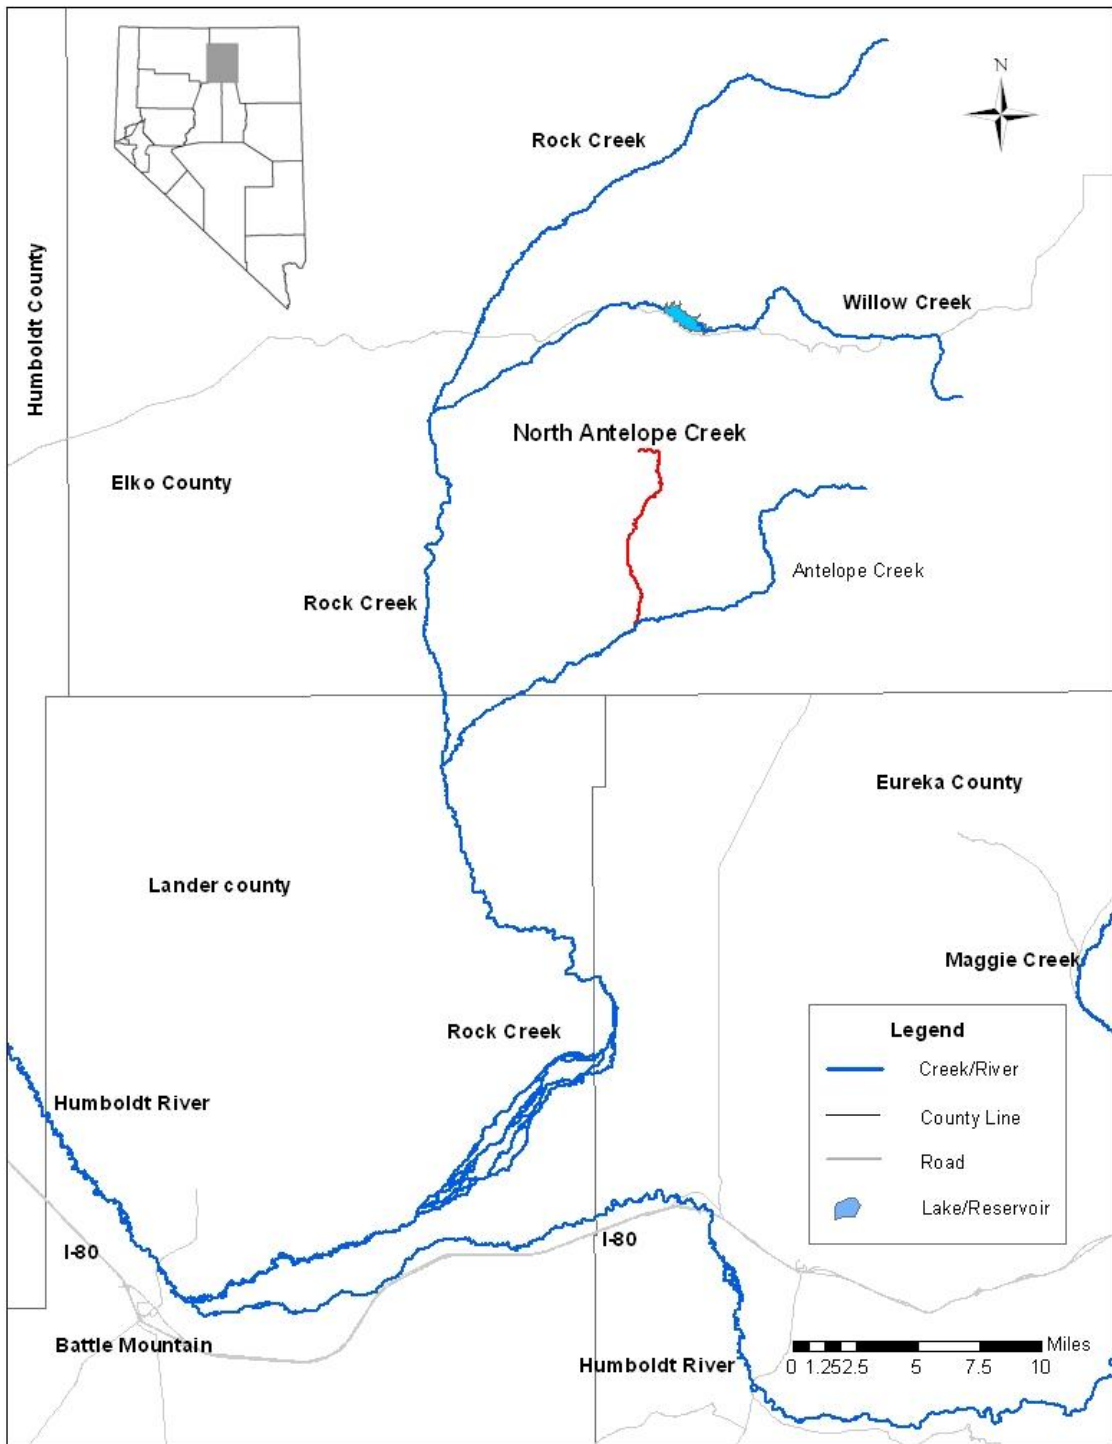 N
Rock Creek
Humboldt County
Willow Creek
North Antelope Creek
Elko County
Antelope Creek
Rock Creek
Eureka County
Lander county
Maggie Creek
Rock Creek
Legend
Creek/River
Humboldt River
County Line
Road
Lake/Reservoir
I-80
I-80
Battle Mountain
Humboldt River
Miles
0 1.252.5 5 7.5 10